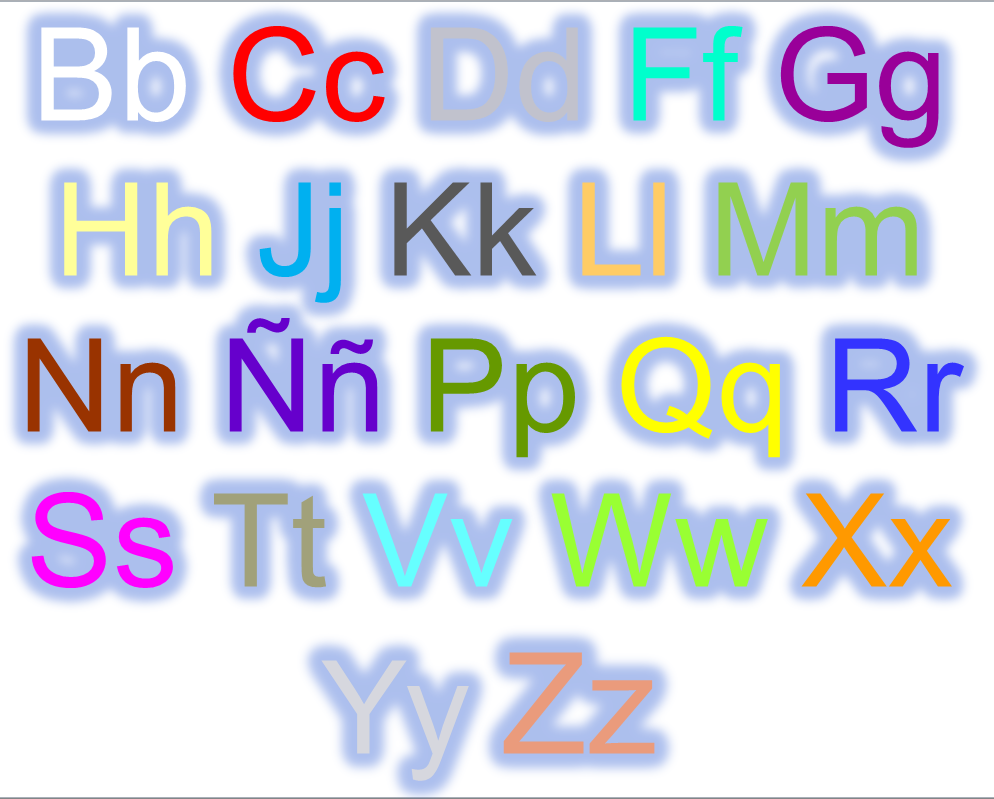 Bb Cc Dd Ff Gg
Hh Jj Kk Ll Mm
Nn Ññ Pp Qq Rr
Ss Tt Vv Ww Xx
Yy Zz